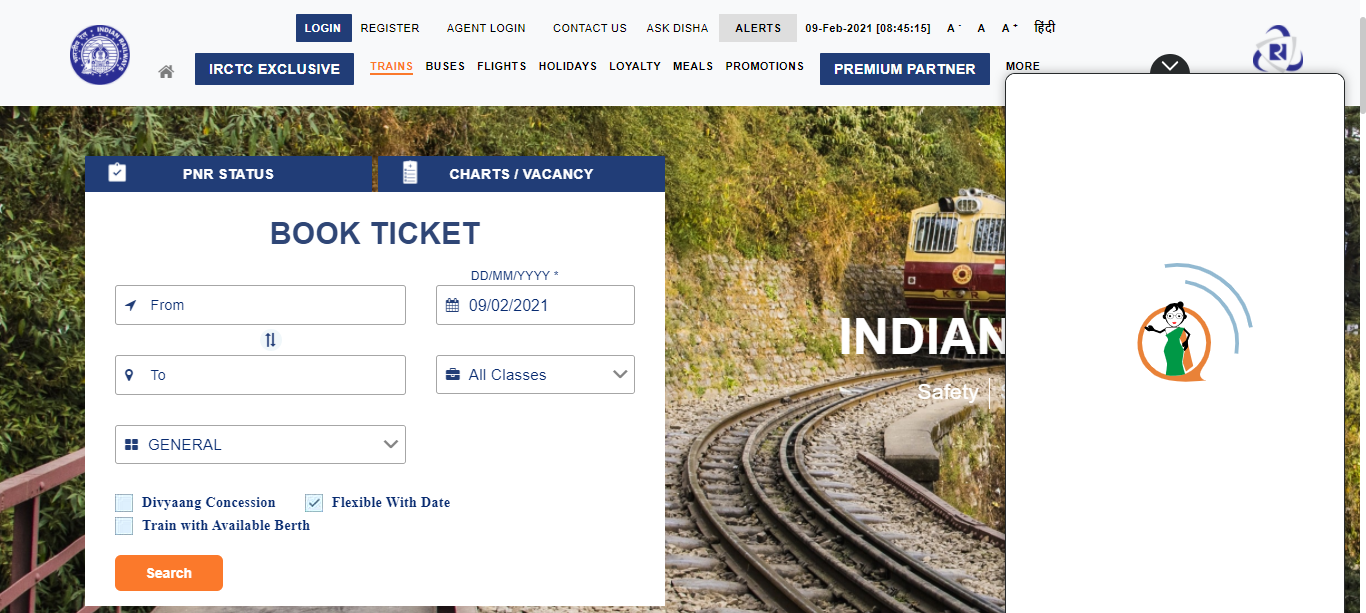 LOGIN REGISTER AGENT LOGIN CONTACT US ASK DISHA ALERTS 09-Feb-2021 [08:45:15] A- A A+ हिंदी
IRCTC EXCLUSIVE TRAINS BUSES FLIGHTS HOLIDAYS LOYALTY MEALS PROMOTIONS PREMIUM PARTNER MORE
PNR STATUS CHARTS / VACANCY
BOOK TICKET
DD/MM/YYYY *
From 09/02/2021
To All Classes
GENERAL
Divyaang Concession Flexible With Date
Train with Available Berth
Search
INDIAN
Safety